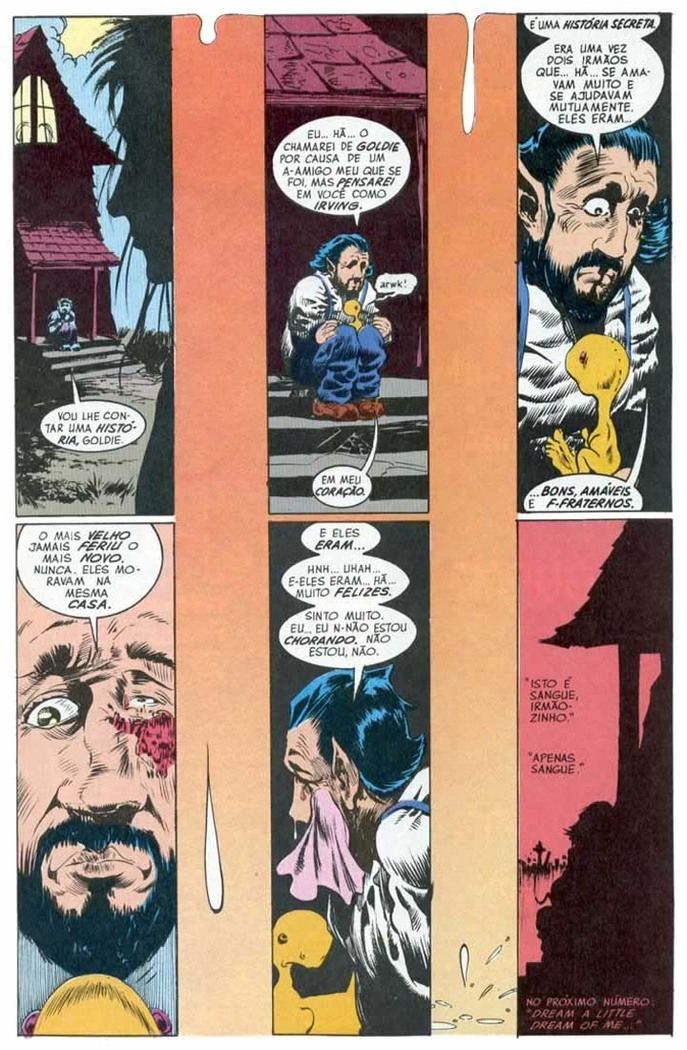 VOU LHE CON-
TAR UMA HISTÓ-
RIA, GOLDIE.
EU... HÃ... O
CHAMAREI DE GOLDIE
POR CAUSA DE UM
A-AMIGO MEU QUE SE
FOI, MAS PENSAREI
EM VOCÊ COMO
IRVING.
arwk!
EM MEU
CORAÇÃO.
É UMA HISTÓRIA SECRETA.
ERA UMA VEZ
DOIS IRMÃOS
QUE... HÃ... SE AMA-
VAM MUITO E
SE AJUDAVAM
MUTUAMENTE.
ELES ERAM...
...BONS, AMÁVEIS
E F-FRATERNOS.
O MAIS VELHO
JAMAIS FERIU O
MAIS NOVO.
NUNCA. ELES MO-
RAVAM NA
MESMA
CASA.
E ELES
ERAM...
HNH... UHAH...
E-ELES ERAM... HÃ...
MUITO FELIZES.
SINTO MUITO.
EU... EU N-NÃO ESTOU
CHORANDO. NÃO
ESTOU, NÃO.
"ISTO É
SANGUE,
IRMÃO-
ZINHO."
"APENAS
SANGUE."
NO PRÓXIMO NÚMERO:
"DREAM A LITTLE
DREAM OF ME..."